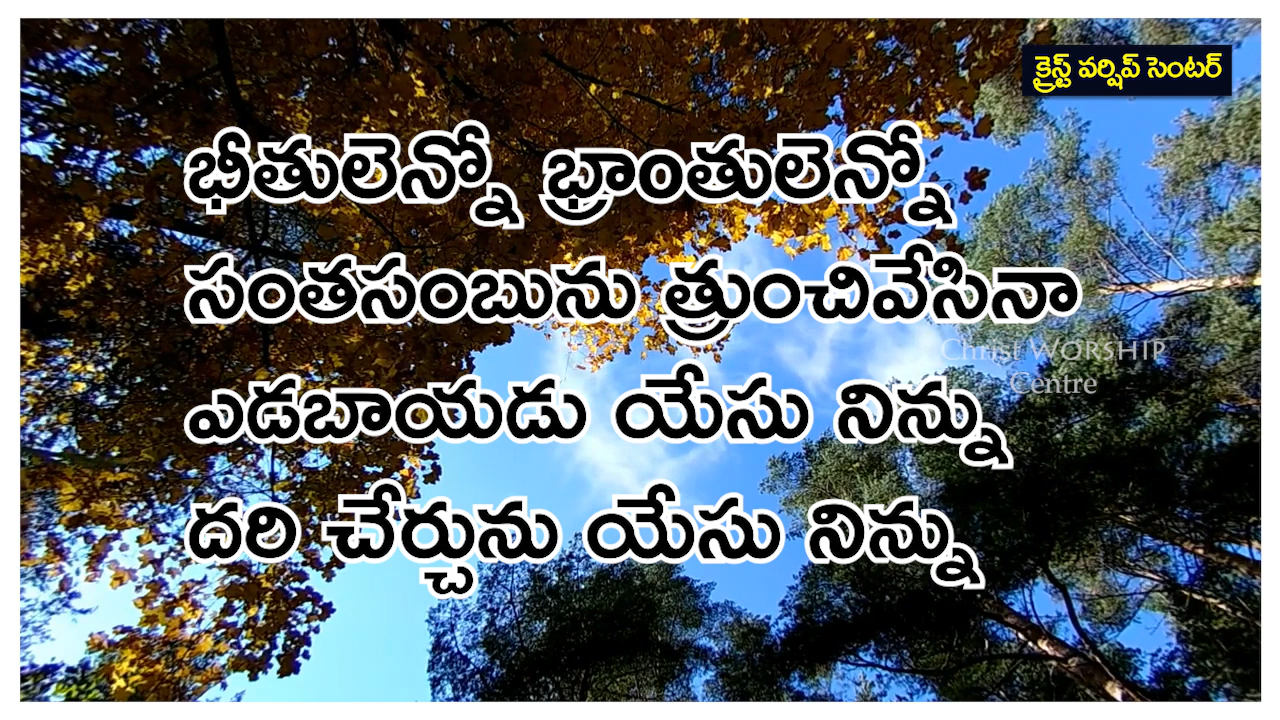 క్రైస్ట్ వర్షిప్ సెంటర్
భీతులెన్నో భ్రాంతులెన్నో
సంతసంబును త్రుంచివేసినా
Christ WORSHIP
Centre
ఎడబాయడు యేసు నిన్ను
దరి చేర్చును యేసు నిన్ను